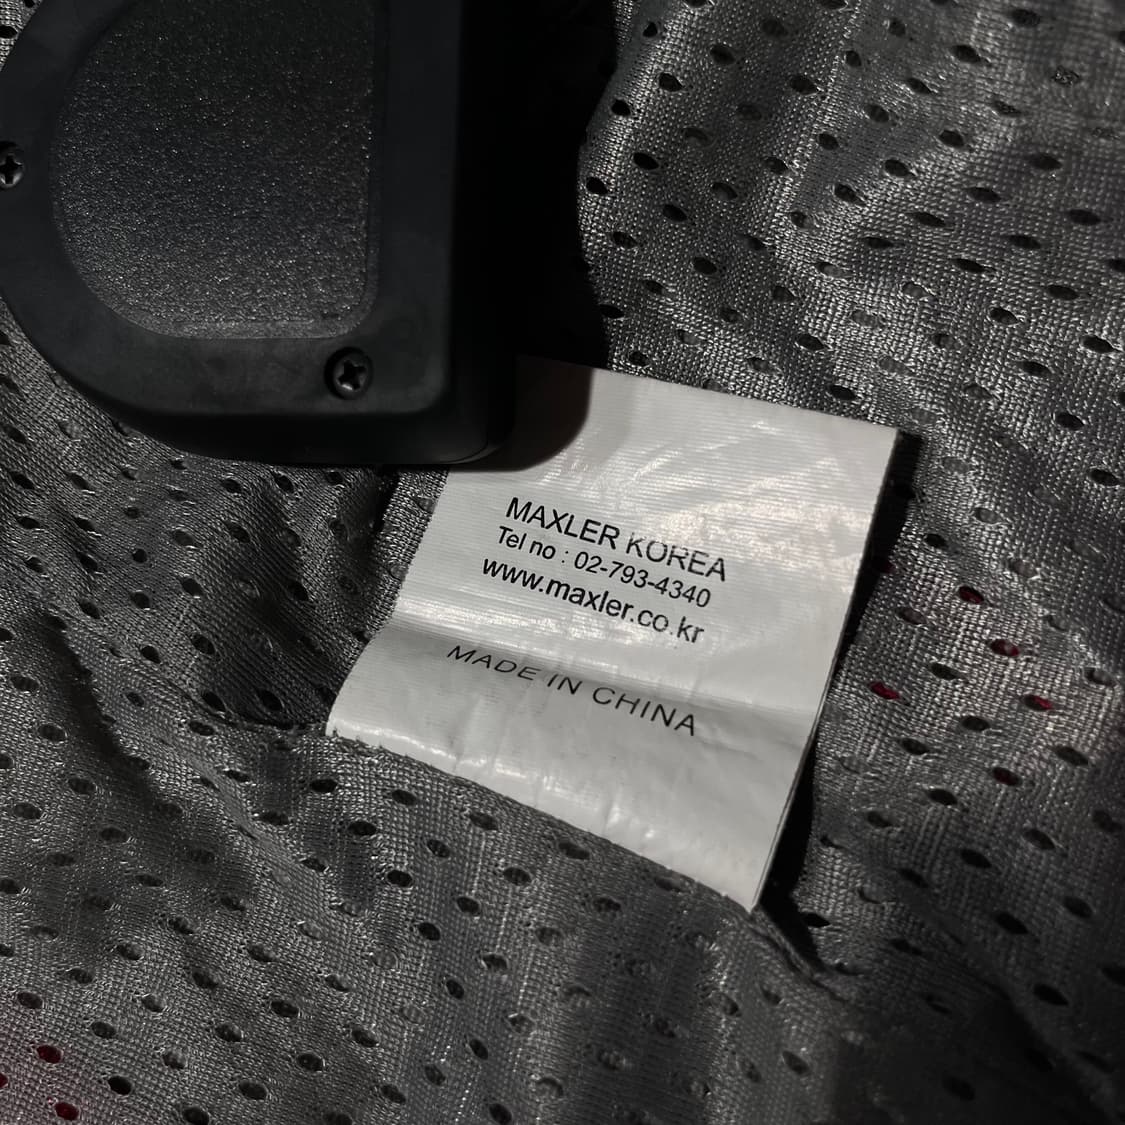 MAXLER KOREA
Tel no : 02-793-4340
www.maxler.co.kr
MADE IN CHINA